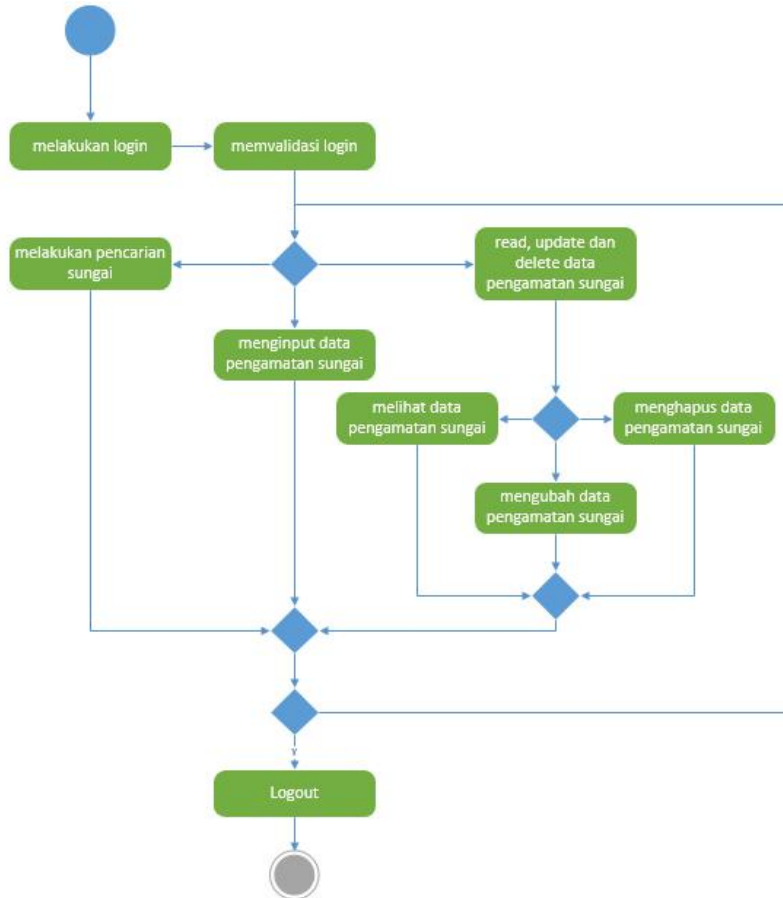 melakukan login
memvalidasi login
melakukan pencarian
sungai
read, update dan
delete data
pengamatan sungai
menginput data
pengamatan sungai
melihat data
pengamatan sungai
menghapus data
pengamatan sungai
mengubah data
pengamatan sungai
Y
Logout